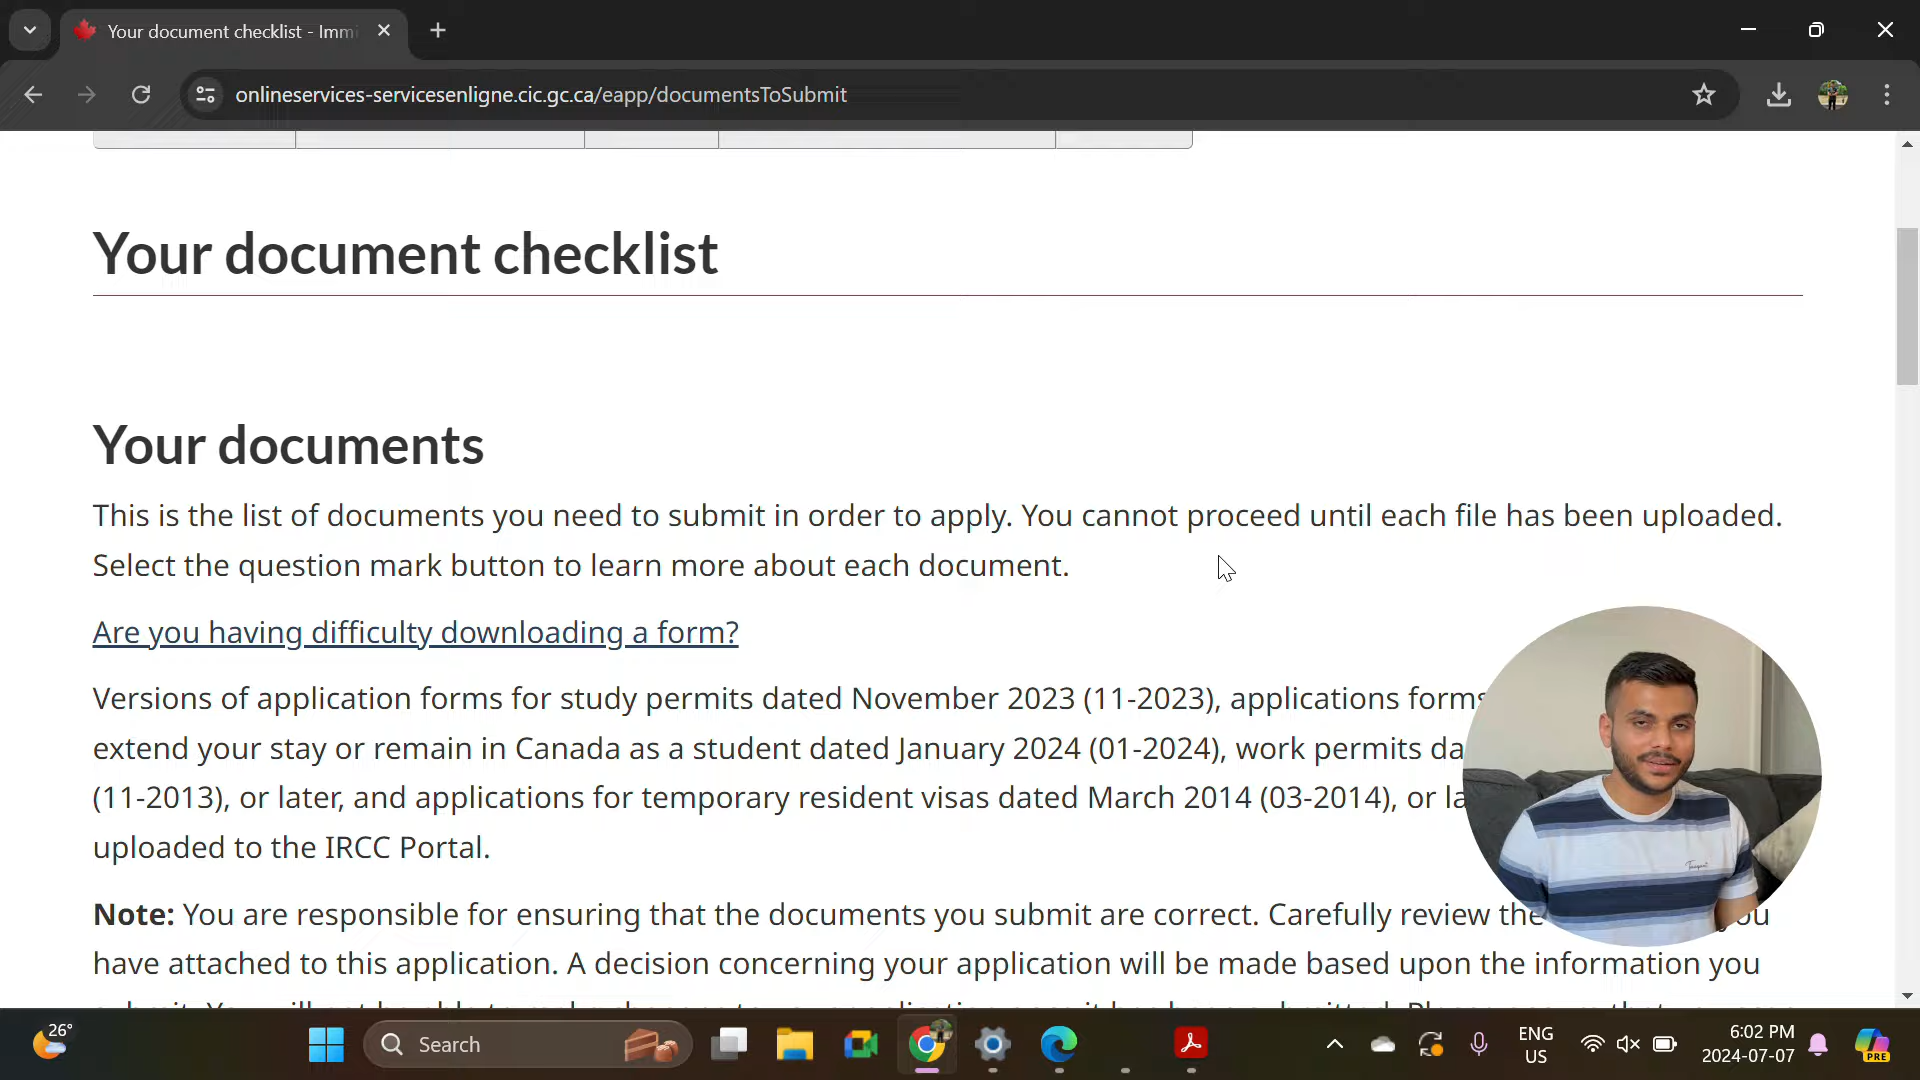 Your document checklist - Immi
onlineservices-servicesenligne.cic.gc.ca/eapp/documentsToSubmit
Your document checklist
Your documents
This is the list of documents you need to submit in order to apply. You cannot proceed until each file has been uploaded.
Select the question mark button to learn more about each document.
Are you having difficulty downloading a form?
Versions of application forms for study permits dated November 2023 (11-2023), applications forms
extend your stay or remain in Canada as a student dated January 2024 (01-2024), work permits da
(11-2013), or later, and applications for temporary resident visas dated March 2014 (03-2014), or la
uploaded to the IRCC Portal.
Note: You are responsible for ensuring that the documents you submit are correct. Carefully review the ou
have attached to this application. A decision concerning your application will be made based upon the information you
26°
Search
ENG
US
6:02 PM
2024-07-07
PRE